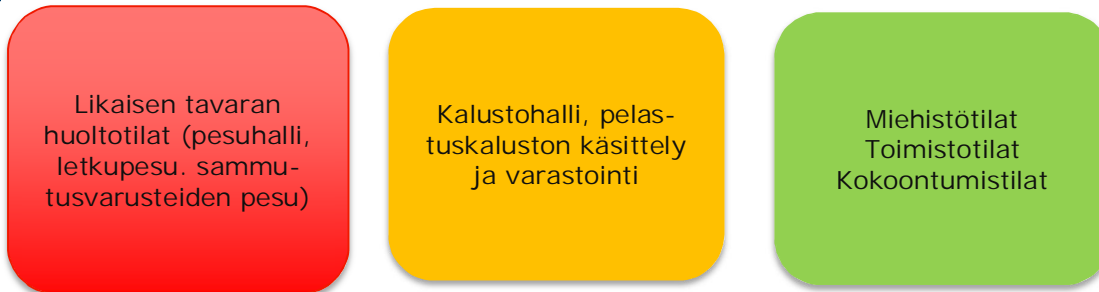 Likaisen tavaran
huoltotilat (pesuhalli,
letkupesu. sammu-
tusvarusteiden pesu)
Kalustohalli, pelas-
tuskaluston käsittely
ja varastointi
Miehistötilat
Toimistotilat
Kokoontumistilat